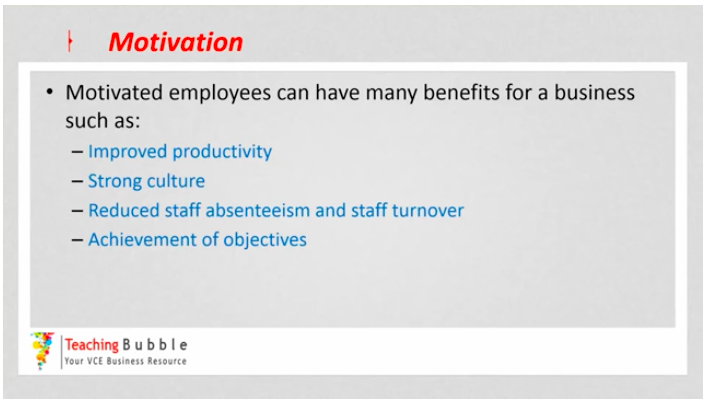 Motivation
• Motivated employees can have many benefits for a business
such as:
– Improved productivity
– Strong culture
– Reduced staff absenteeism and staff turnover
– Achievement of objectives
Teaching Bubble
Your VCE Business Resource